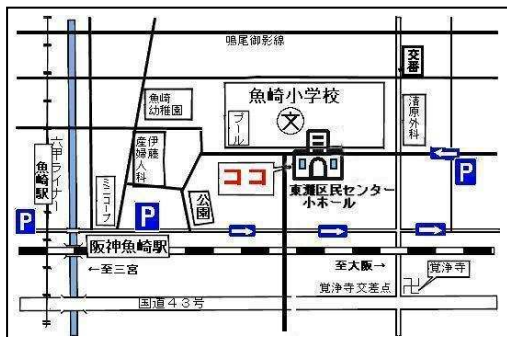 鳴尾御影線
交番
魚崎
幼稚園
魚崎小学校
プール
文
清原外科
六甲ライナー
魚崎駅
伊藤
産婦人科
ミニコープ
公園
ココ
東灘区民センター
小ホール
P
P
P
阪神魚崎駅
←至三宮
至大阪→
覚浄寺
覚浄寺交差点
卍
国道43号